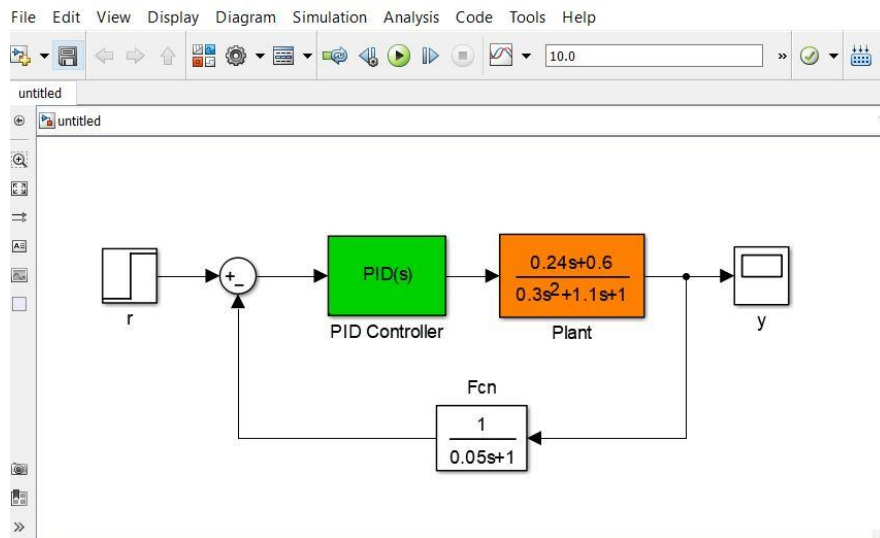 File Edit View Display Diagram Simulation Analysis Code Tools Help
10.0
»
untitled
untitled
+
−
PID(s)
0.24s+0.6
0.3s²+1.1s+1
r
PID Controller
Plant
y
Fcn
1
0.05s+1
»